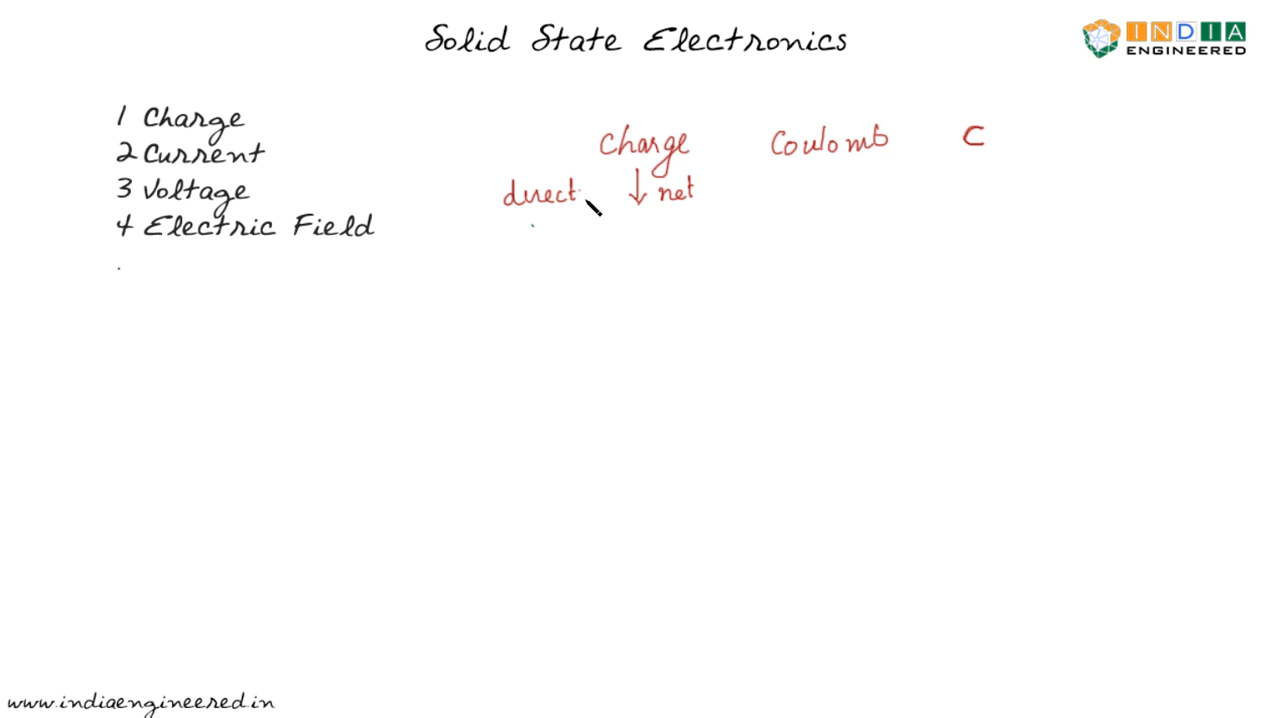 Solid State Electronics
INDIA
ENGINEERED
1 Charge
2 Current
3 Voltage
4 Electric Field
.
Charge Coulomb C
direct ↓ net
www.indiaengineered.in